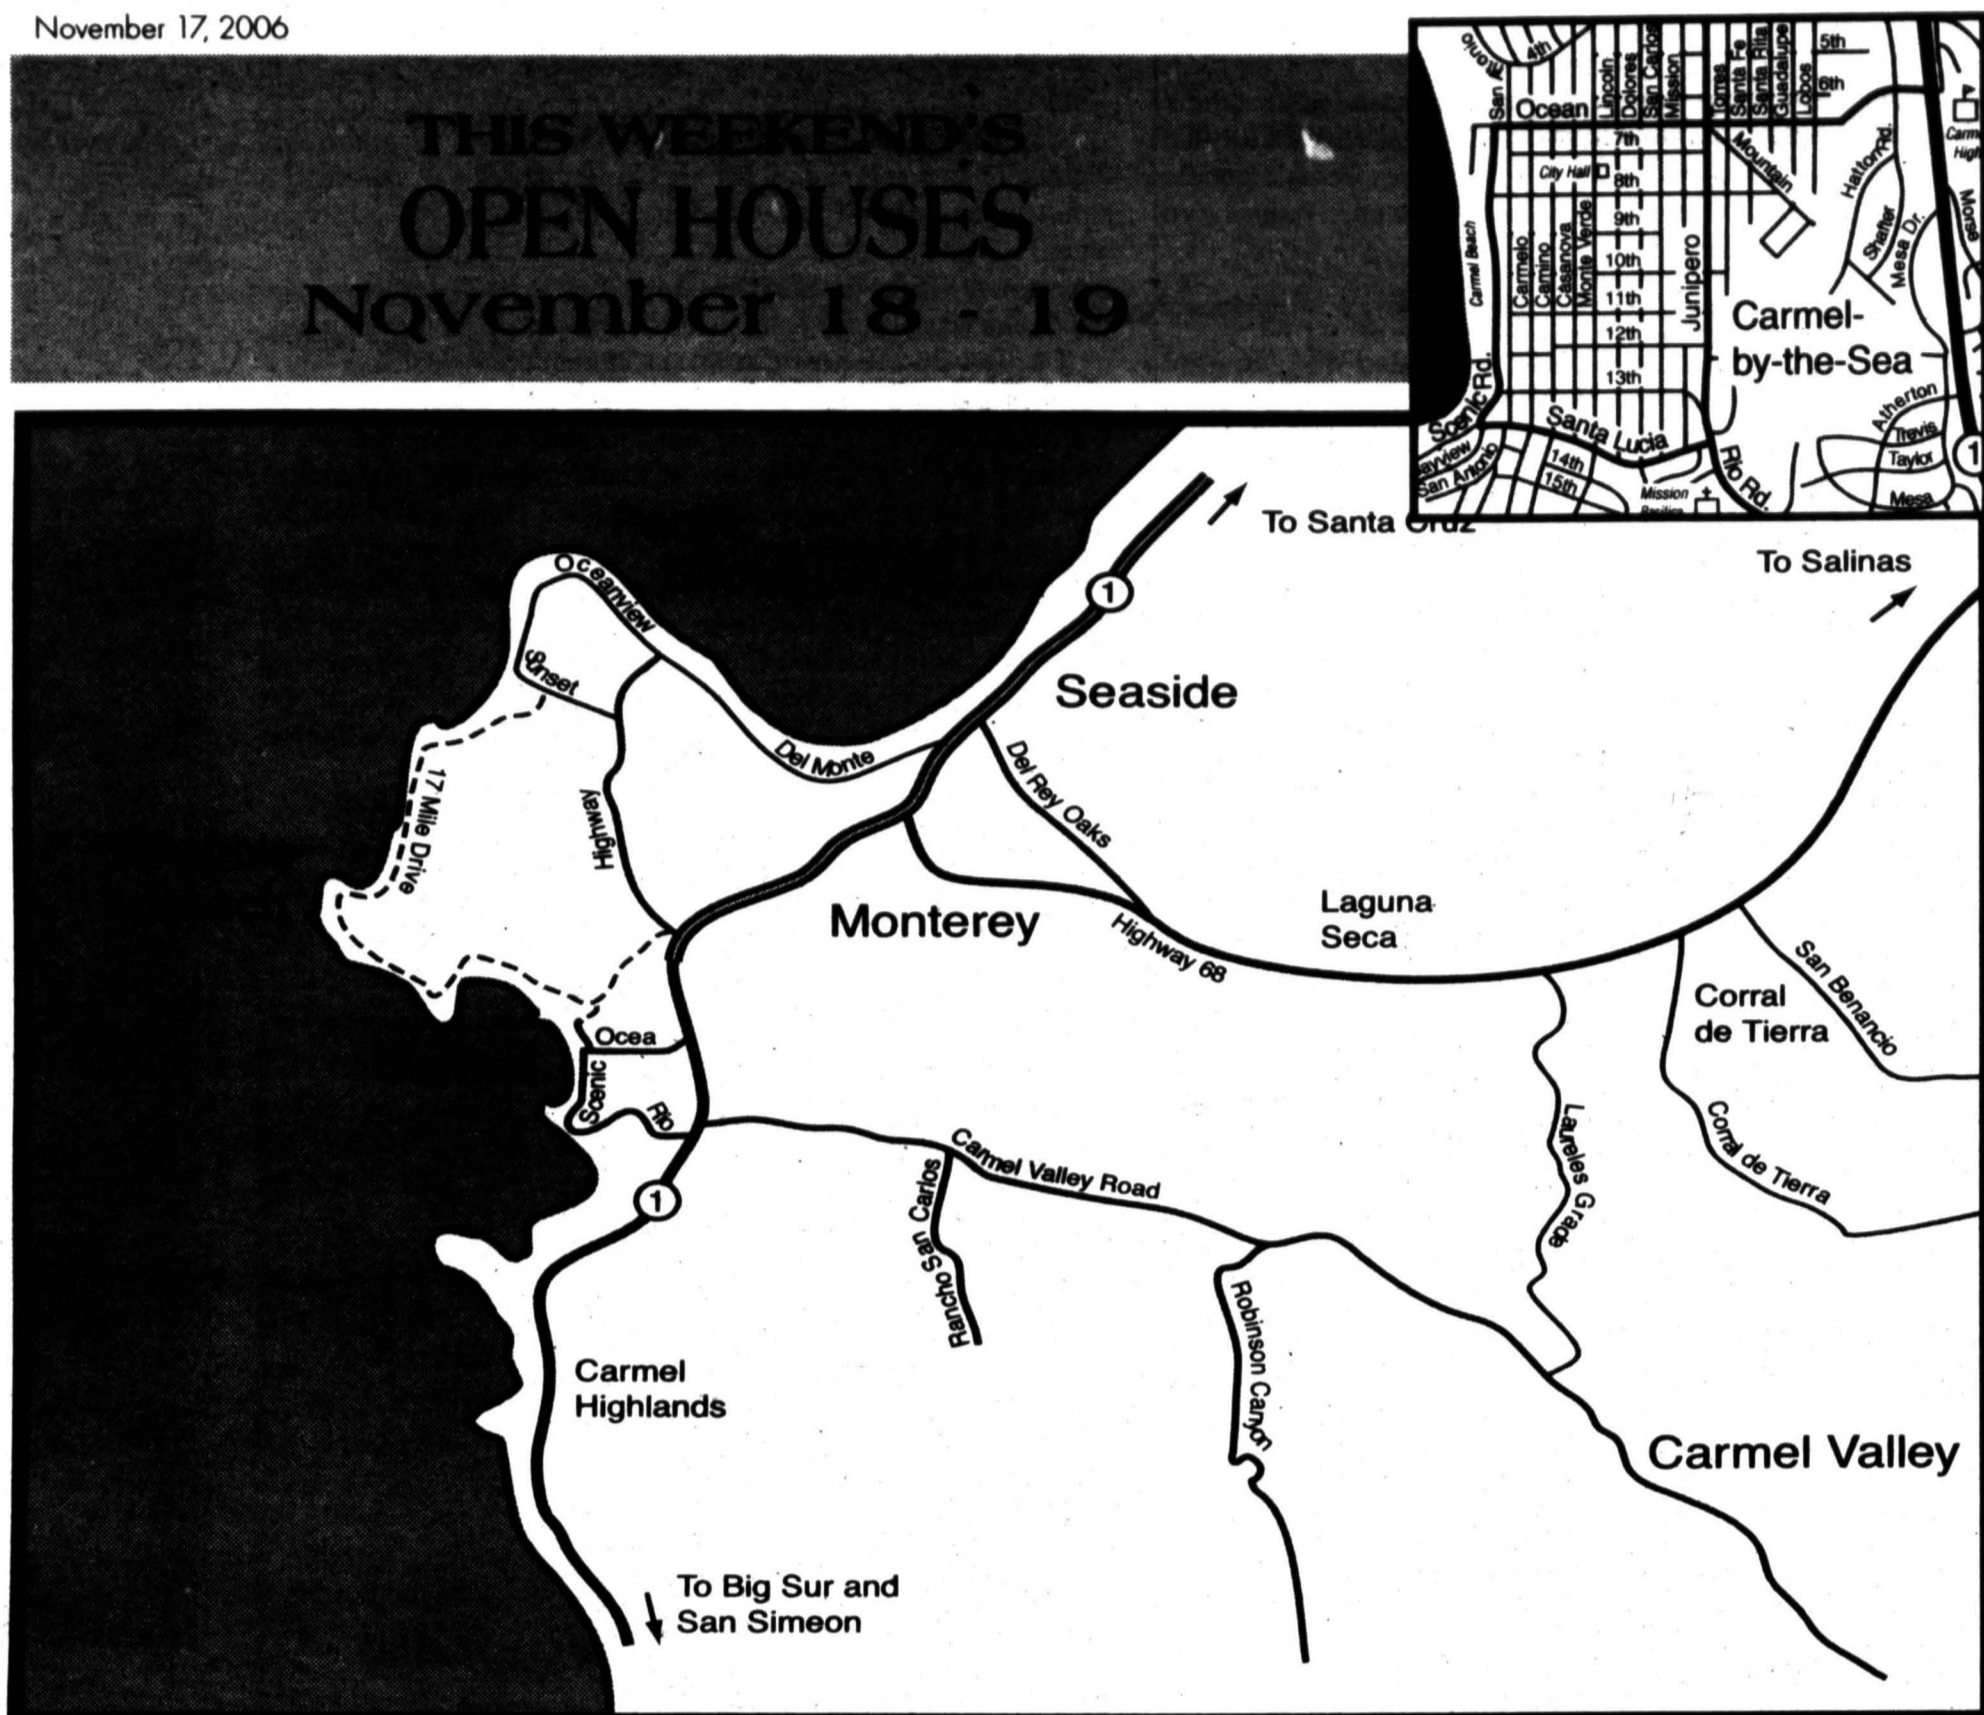 November 17, 2006
THIS WEEKEND'S
OPEN HOUSES
November 18 - 19
4th
San
Ocean
Lincoln
Dolores
San Carlos
Mission
Torres
Santa Fe
Santa Rita
Guadalupe
Lobos
5th
6th
7th
City Hall
8th
9th
10th
11th
12th
13th
Mountain
Hatton Rd.
Shafter
Mesa Dr.
Morse
Carmel Beach
Carmelo
Camino
Casanova
Monte Verde
Junipero
Carmel-
by-the-Sea
Scenic Rd.
Santa Lucia
San Antonio
14th
15th
Mission
Rio Rd.
Atherton
Trevis
Taylor
Mesa
1
To Santa Cruz
To Salinas
1
Oceanview
Sunset
Seaside
Del Monte
Del Rey Oaks
17 Mile Drive
Highway
Monterey
Highway 68
Laguna
Seca
Corral
de Tierra
San Benancio
Ocea
Scenic
Rio
Carmel Valley Road
Rancho San Carlos
Laureles Grade
Corral de Tierra
1
Robinson Canyon
Carmel
Highlands
Carmel Valley
To Big Sur and
San Simeon